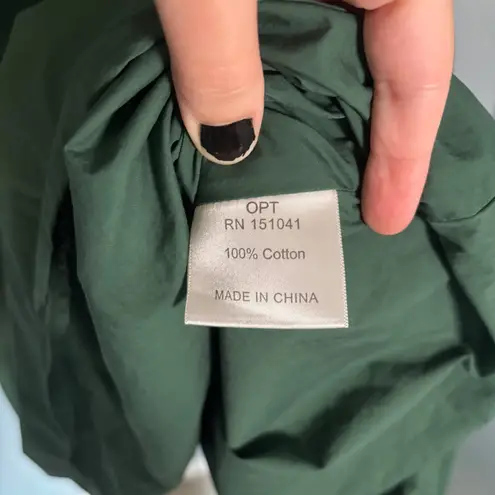 OPT
RN 151041
100% Cotton
MADE IN CHINA